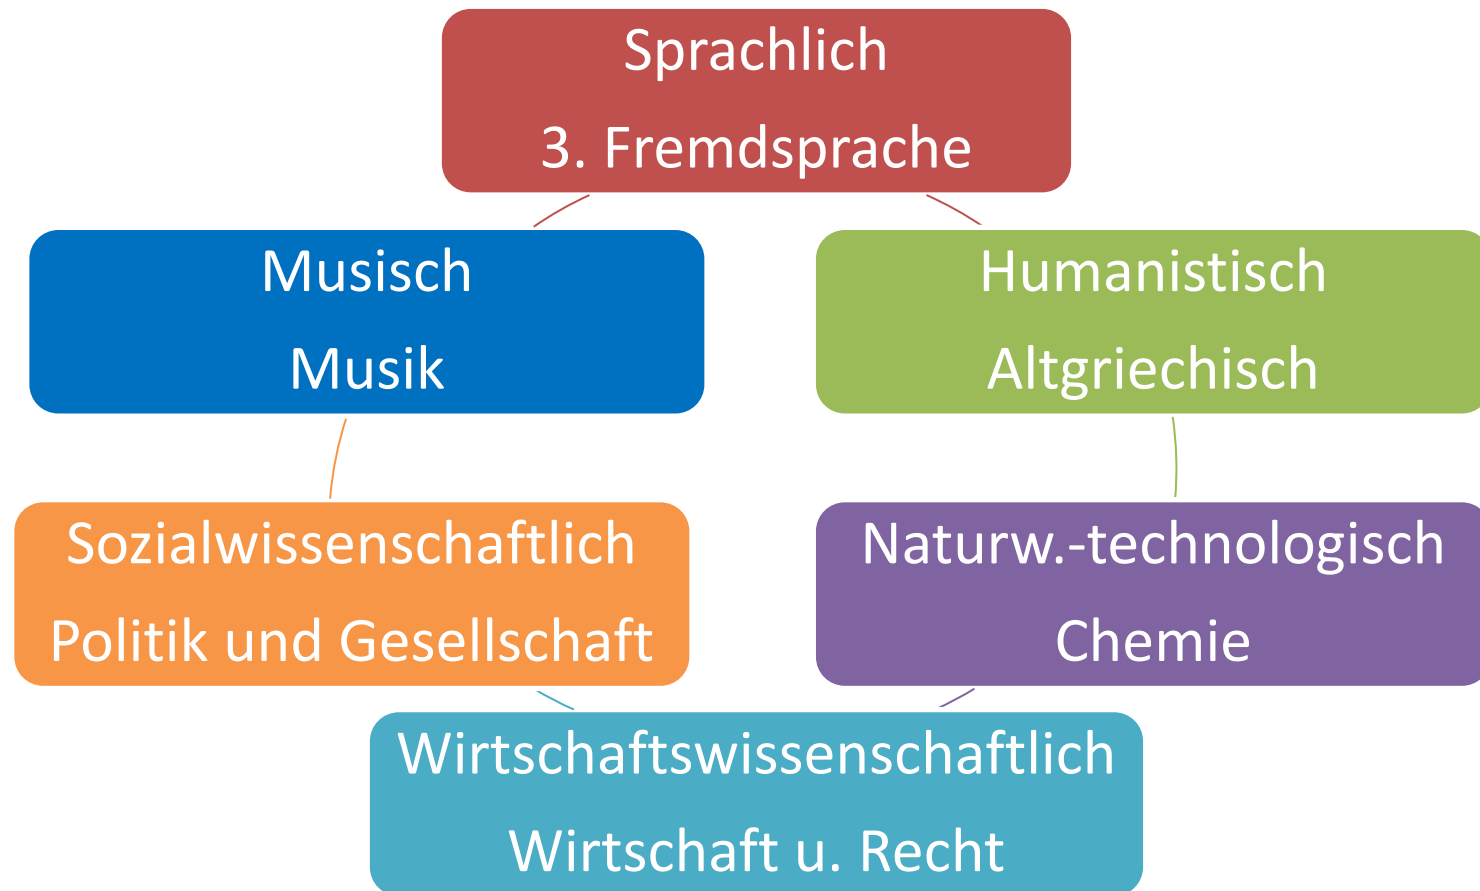 Sprachlich
3. Fremdsprache
Musisch
Musik
Humanistisch
Altgriechisch
Sozialwissenschaftlich
Politik und Gesellschaft
Naturw.-technologisch
Chemie
Wirtschaftswissenschaftlich
Wirtschaft u. Recht